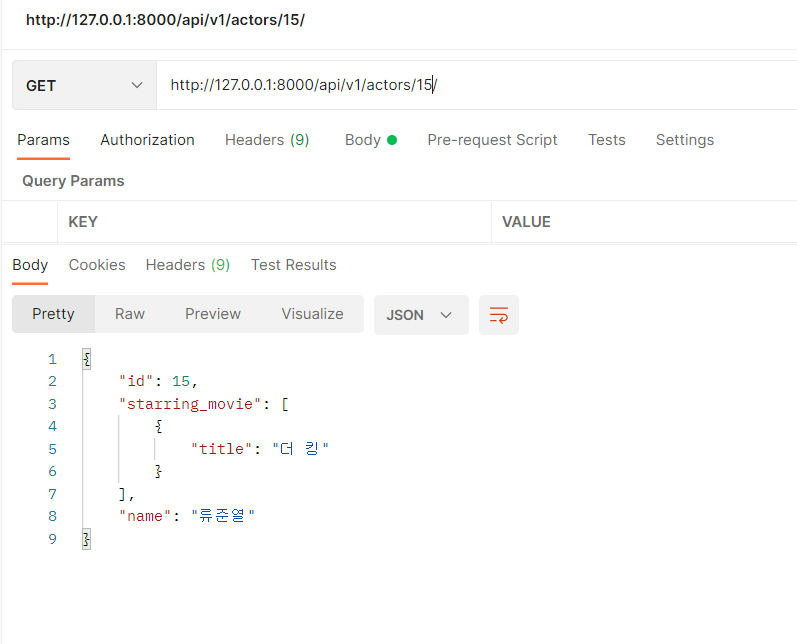 http://127.0.0.1:8000/api/v1/actors/15/
GET http://127.0.0.1:8000/api/v1/actors/15/
Params Authorization Headers (9) Body Pre-request Script Tests Settings
Query Params
KEY VALUE
Body Cookies Headers (9) Test Results
Pretty Raw Preview Visualize JSON
1 {
2 "id": 15,
3 "starring_movie": [
4 {
5 "title": "더 킹"
6 }
7 ],
8 "name": "류준열"
9 }